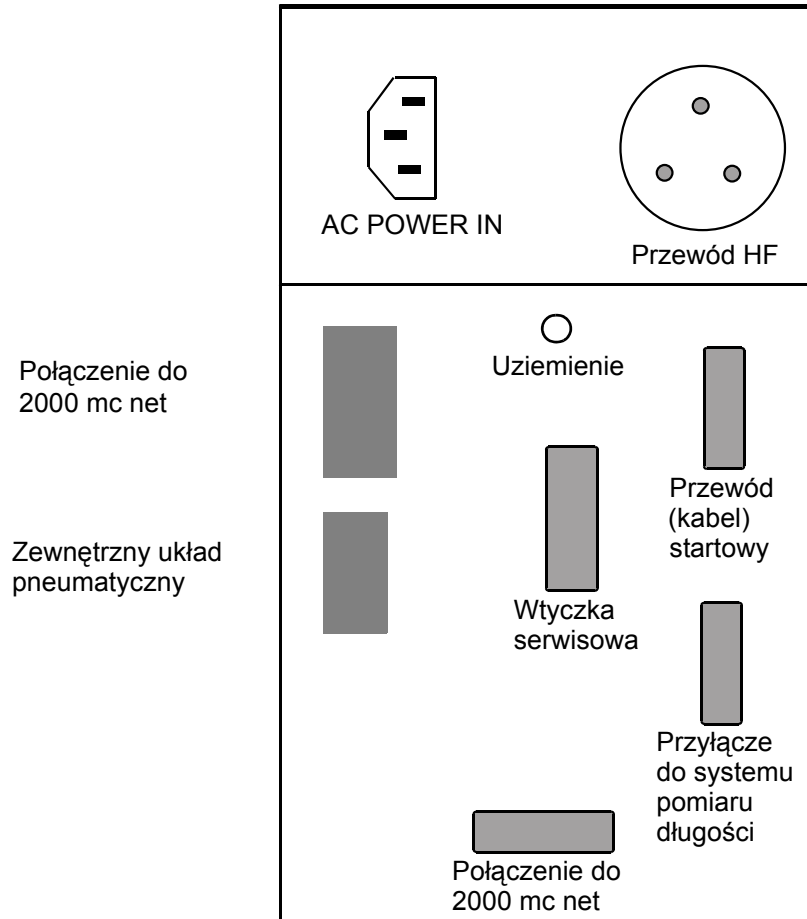 AC POWER IN
Przewód HF
Połączenie do
2000 mc net
Uziemienie
Przewód
(kabel)
startowy
Zewnętrzny układ
pneumatyczny
Wtyczka
serwisowa
Przyłącze
do systemu
pomiaru
długości
Połączenie do
2000 mc net